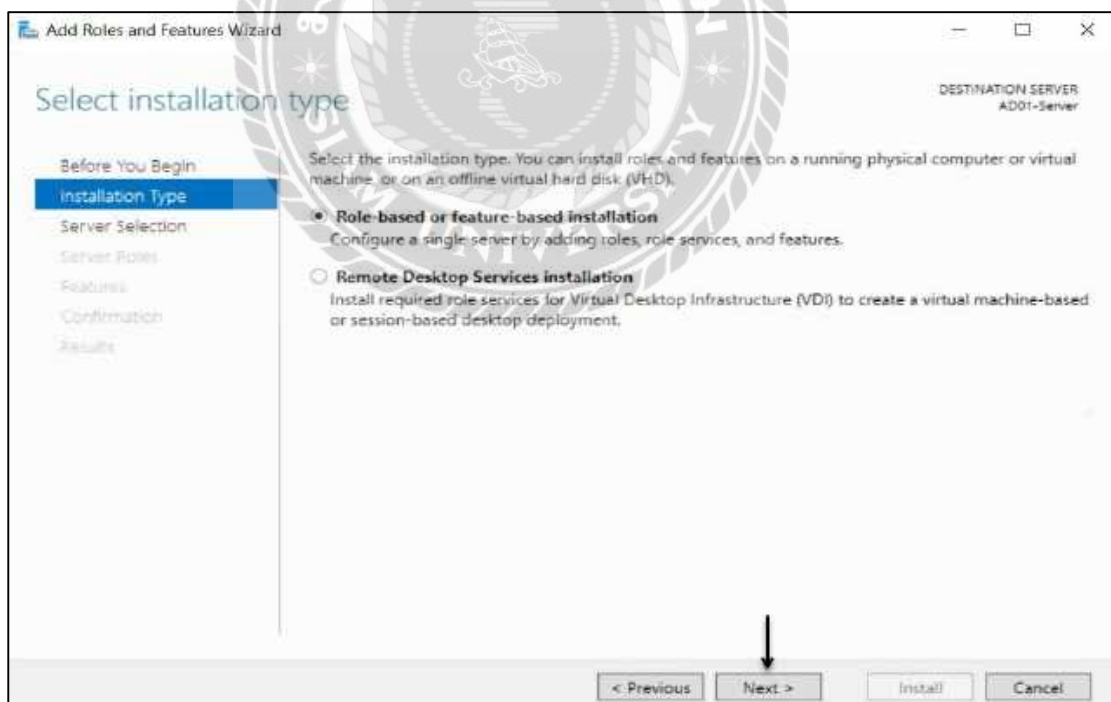 Add Roles and Features Wizard
Select installation type
DESTINATION SERVER
AD01-Server
Before You Begin
Installation Type
Server Selection
Server Roles
Features
Confirmation
Results
Select the installation type. You can install roles and features on a running physical computer or virtual
machine, or on an offline virtual hard disk (VHD).
Role-based or feature-based installation
Configure a single server by adding roles, role services, and features.
Remote Desktop Services installation
Install required role services for Virtual Desktop Infrastructure (VDI) to create a virtual machine-based
or session-based desktop deployment.
UNIVERSITY
< Previous
Next >
Install
Cancel